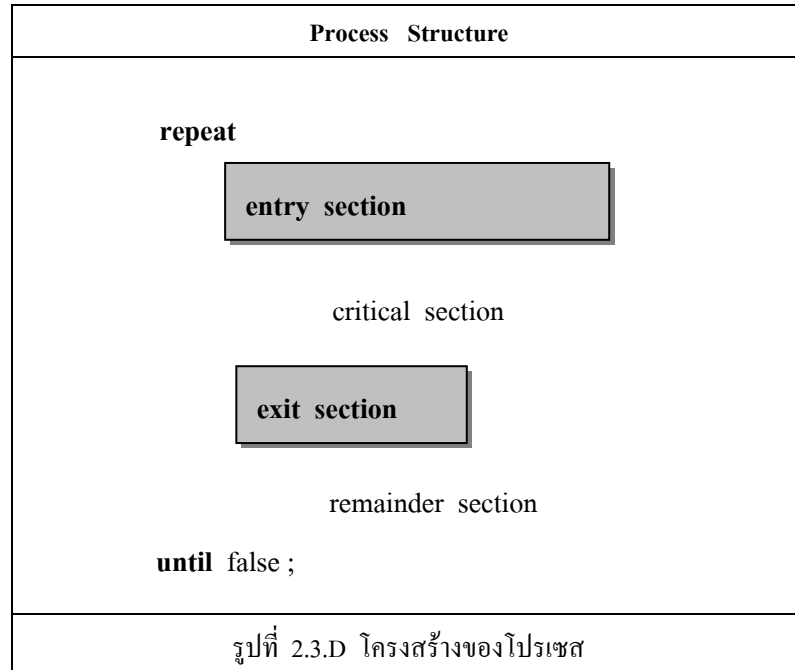 Process Structure
repeat
entry section
critical section
exit section
remainder section
until false ;
รูปที่ 2.3.D โครงสร้างของโปรเซส